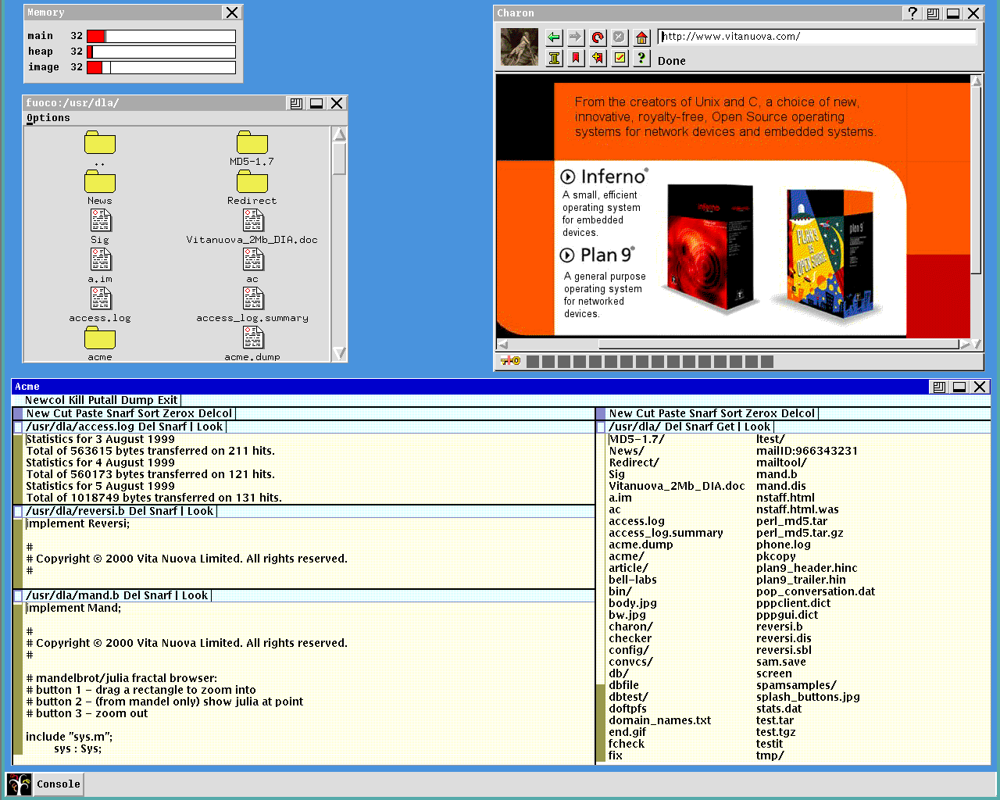 Memory
main 32
heap 32
image 32
fuoco:/usr/dla/
Options
..
MD5-1.7
News
Redirect
Sig
Vitanuova_2Mb_DIA.doc
a.im
ac
access.log
access_log.summary
acme
acme.dump
Charon
?
http://www.vitanuova.com/
?
Done
From the creators of Unix and C, a choice of new,
innovative, royalty-free, Open Source operating
systems for network devices and embedded systems.
Inferno
A small, efficient
operating system
for embedded
devices.
Plan 9
A general purpose
operating system
for networked
devices.
inferno
PLAN 9
IS
OPEN SOURCE
plan 9
Acme
Newcol Kill Putall Dump Exit
New Cut Paste Snarf Sort Zerox Delcol
/usr/dla/access.log Del Snarf | Look
Statistics for 3 August 1999
Total of 563615 bytes transferred on 211 hits.
Statistics for 4 August 1999
Total of 560173 bytes transferred on 121 hits.
Statistics for 5 August 1999
Total of 1018749 bytes transferred on 131 hits.
/usr/dla/reversi.b Del Snarf | Look
implement Reversi;
#
# Copyright © 2000 Vita Nuova Limited. All rights reserved.
#
/usr/dla/mand.b Del Snarf | Look
implement Mand;
#
# Copyright © 2000 Vita Nuova Limited. All rights reserved.
#
# mandelbrot/julia fractal browser:
# button 1 - drag a rectangle to zoom into
# button 2 - (from mandel only) show julia at point
# button 3 - zoom out
include "sys.m";
sys : Sys;
New Cut Paste Snarf Sort Zerox Delcol
/usr/dla/ Del Snarf Get | Look
MD5-1.7/ ltest/
News/ mailID:966343231
Redirect/ mailtool/
Sig mand.b
Vitanuova_2Mb_DIA.doc mand.dis
a.im nstaff.html
ac nstaff.html.was
access.log perl_md5.tar
access_log.summary perl_md5.tar.gz
acme.dump phone.log
acme/ pkcopy
article/ plan9_header.hinc
bell-labs plan9_trailer.hin
bin/ pop_conversation.dat
body.jpg pppclient.dict
bw.jpg pppgui.dict
charon/ reversi.b
checker reversi.dis
config/ reversi.sbl
convcs/ sam.save
db/ screen
dbfile spamsamples/
dbtest/ splash_buttons.jpg
doftpfs stats.dat
domain_names.txt test.tar
end.gif test.tgz
fcheck testit
fix tmp/
Console